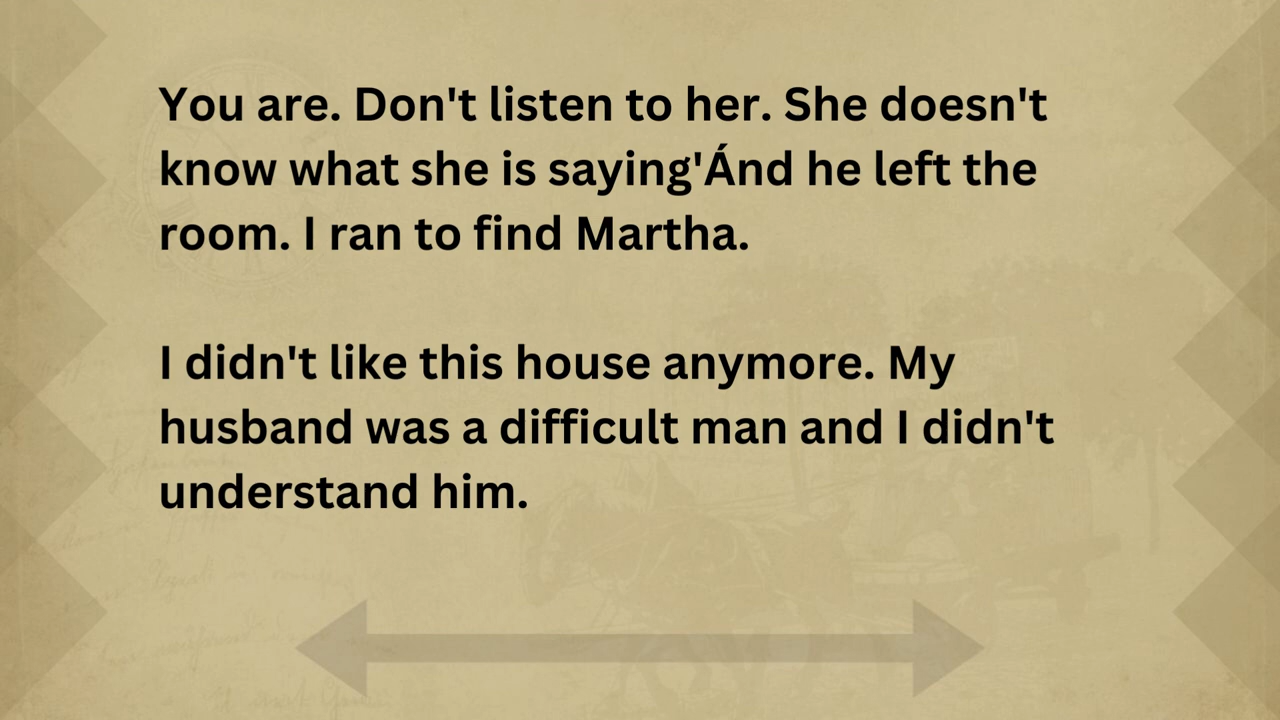 You are. Don't listen to her. She doesn't
know what she is saying'Ánd he left the
room. I ran to find Martha.
I didn't like this house anymore. My
husband was a difficult man and I didn't
understand him.